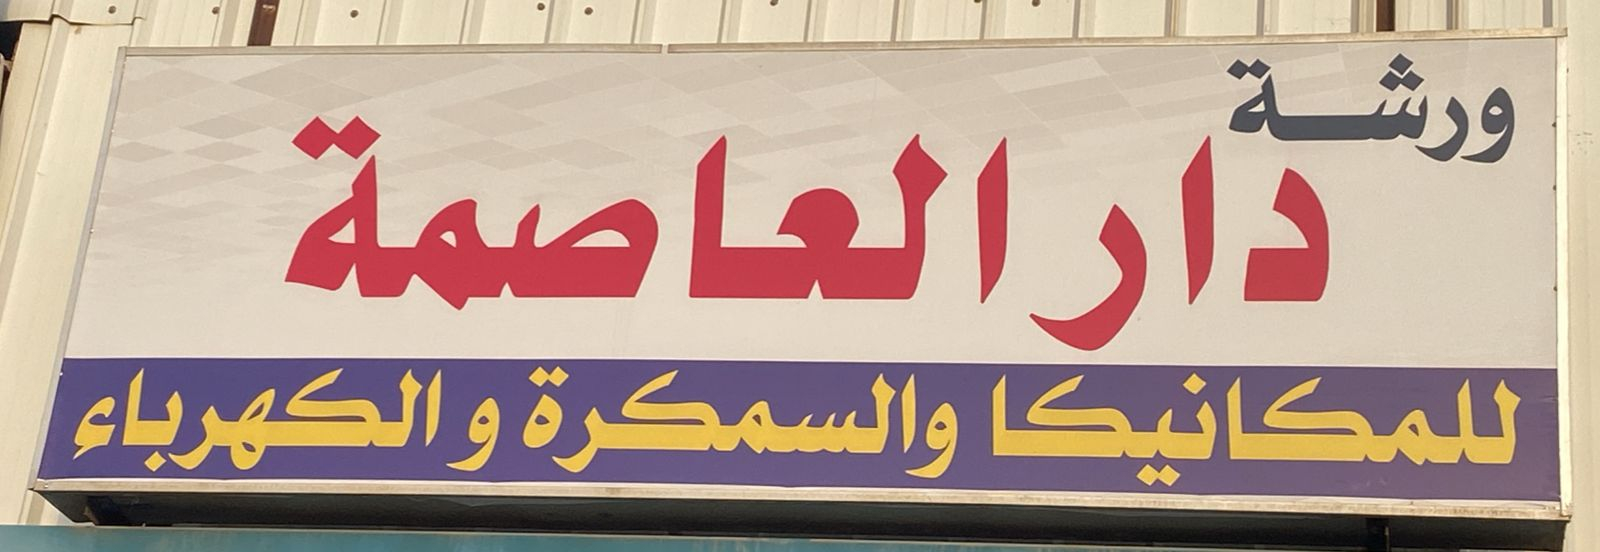 ورشة
دار العاصمة
للمكانيكا والسمكرة و الكهرباء